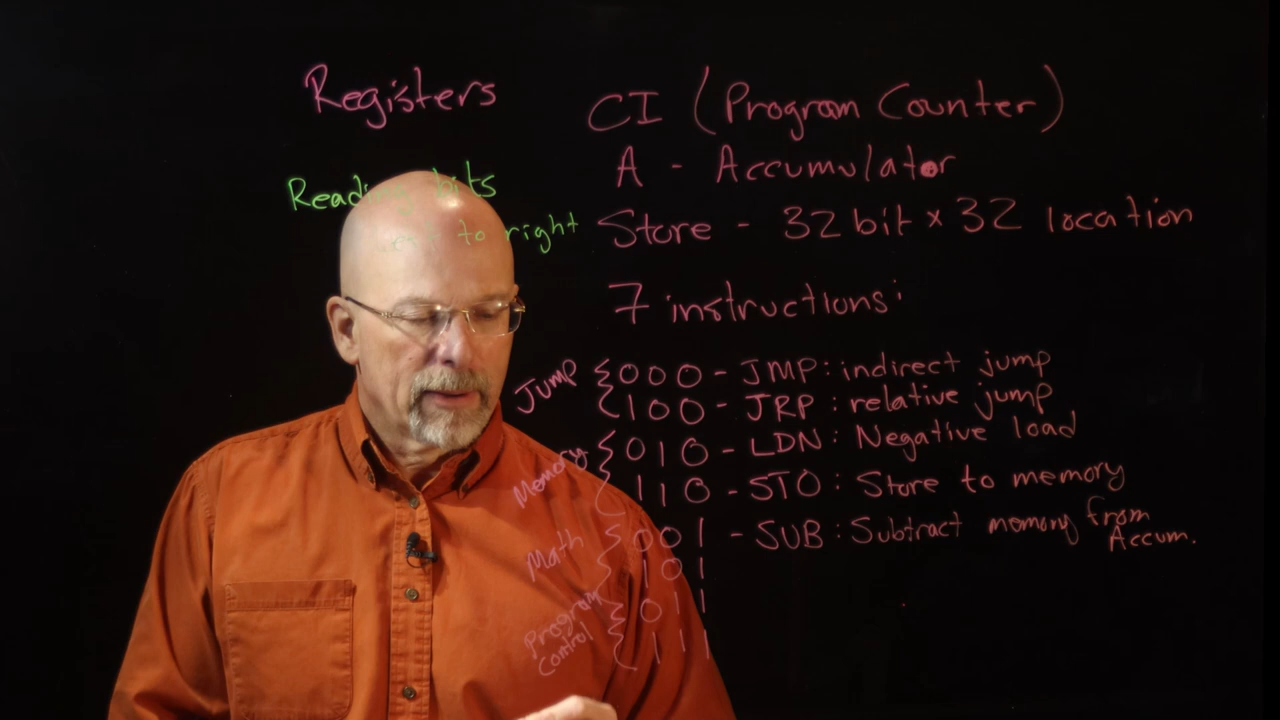 Registers
CI (Program Counter)
A - Accumulator
Reading bits
to right
Store - 32 bit x 32 location
7 instructions:
Jump { 000 - JMP: indirect jump
100 - JRP: relative jump
Memory { 010 - LDN: Negative load
110 - STO: Store to memory
Math { 001 - SUB: Subtract memory from Accum.
101
Program Control { 011
111